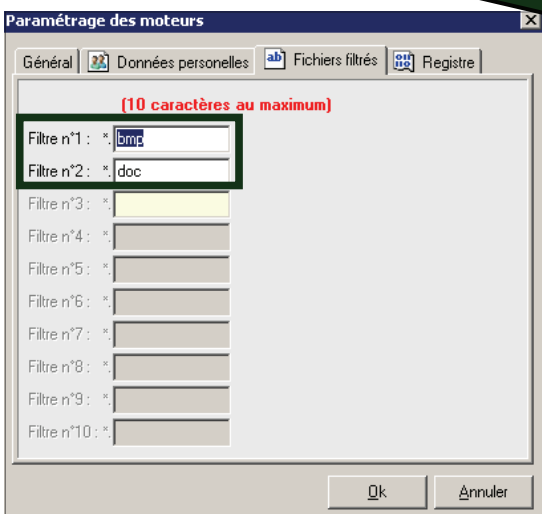 Paramétrage des moteurs
Général Données personelles Fichiers filtrés Registre
(10 caractères au maximum)
Filtre n°1 : *. bmp
Filtre n°2 : *. doc
Filtre n°3 : *.
Filtre n°4 : *.
Filtre n°5 : *.
Filtre n°6 : *.
Filtre n°7 : *.
Filtre n°8 : *.
Filtre n°9 : *.
Filtre n°10 : *.
Ok Annuler